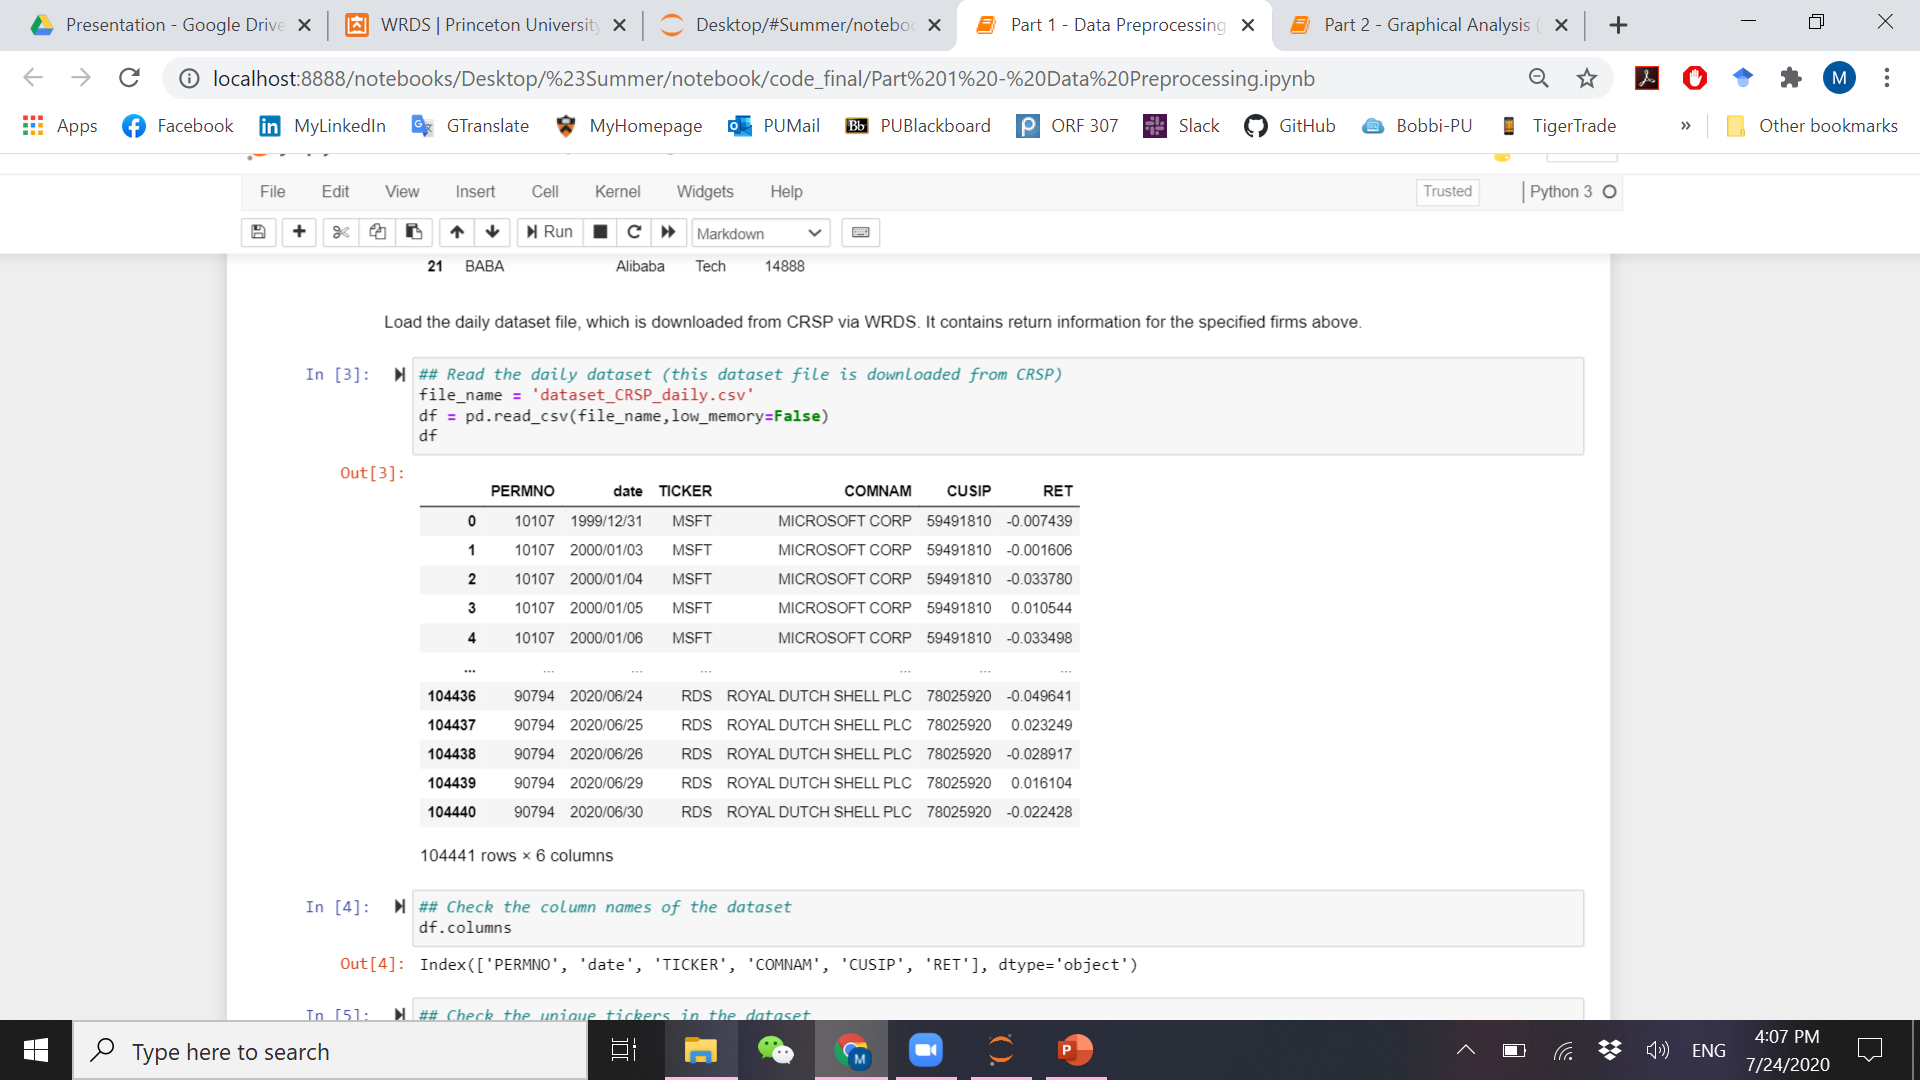 Presentation - Google Drive
WRDS | Princeton University
Desktop/#Summer/notebo
Part 1 - Data Preprocessing
Part 2 - Graphical Analysis (
localhost:8888/notebooks/Desktop/%23Summer/notebook/code_final/Part%201%20-%20Data%20Preprocessing.ipynb
M
Apps Facebook MyLinkedIn GTranslate MyHomepage PUMail PUBlackboard ORF 307 Slack GitHub Bobbi-PU TigerTrade » Other bookmarks
File Edit View Insert Cell Kernel Widgets Help Trusted Python 3
Run Markdown
21 BABA Alibaba Tech 14888
Load the daily dataset file, which is downloaded from CRSP via WRDS. It contains return information for the specified firms above.
In [3]: ## Read the daily dataset (this dataset file is downloaded from CRSP)
file_name = 'dataset_CRSP_daily.csv'
df = pd.read_csv(file_name,low_memory=False)
df
Out[3]:
PERMNO date TICKER COMNAM CUSIP RET
0 10107 1999/12/31 MSFT MICROSOFT CORP 59491810 -0.007439
1 10107 2000/01/03 MSFT MICROSOFT CORP 59491810 -0.001606
2 10107 2000/01/04 MSFT MICROSOFT CORP 59491810 -0.033780
3 10107 2000/01/05 MSFT MICROSOFT CORP 59491810 0.010544
4 10107 2000/01/06 MSFT MICROSOFT CORP 59491810 -0.033498
... ... ... ... ... ... ...
104436 90794 2020/06/24 RDS ROYAL DUTCH SHELL PLC 78025920 -0.049641
104437 90794 2020/06/25 RDS ROYAL DUTCH SHELL PLC 78025920 0.023249
104438 90794 2020/06/26 RDS ROYAL DUTCH SHELL PLC 78025920 -0.028917
104439 90794 2020/06/29 RDS ROYAL DUTCH SHELL PLC 78025920 0.016104
104440 90794 2020/06/30 RDS ROYAL DUTCH SHELL PLC 78025920 -0.022428
104441 rows × 6 columns
In [4]: ## Check the column names of the dataset
df.columns
Out[4]: Index(['PERMNO', 'date', 'TICKER', 'COMNAM', 'CUSIP', 'RET'], dtype='object')
In [5]: ## Check the unique tickers in the dataset
Type here to search
ENG
4:07 PM
7/24/2020